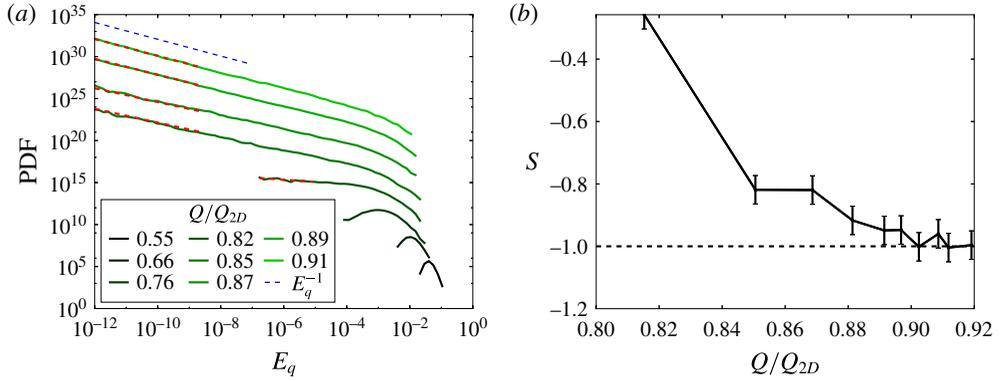 (a)
10^35
10^30
10^25
10^20
10^15
10^10
10^5
10^0
PDF
Q/Q_2D
0.55 0.82 0.89
0.66 0.85 0.91
0.76 0.87 E_q^−1
10^−12 10^−10 10^−8 10^−6 10^−4 10^−2 10^0
E_q
(b)
−0.4
−0.6
−0.8
−1.0
−1.2
S
0.80 0.82 0.84 0.86 0.88 0.90 0.92
Q/Q_2D